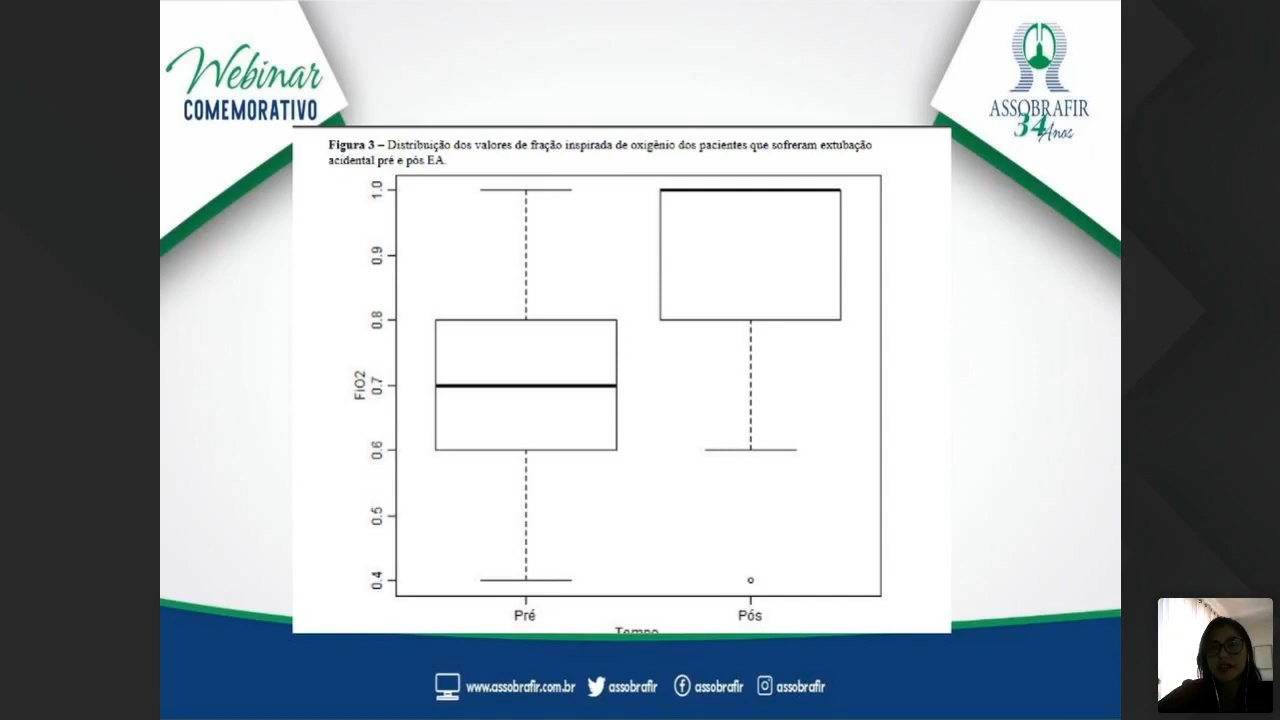 Webinar
COMEMORATIVO
ASSOBRAFIR
34 Anos
Figura 3 – Distribuição dos valores de fração inspirada de oxigênio dos pacientes que sofreram extubação
acidental pré e pós EA.
1.0
0.9
0.8
0.7
0.6
0.5
0.4
FiO2
Pré
Pós
Tempo
www.assobrafir.com.br
assobrafir
assobrafir
assobrafir